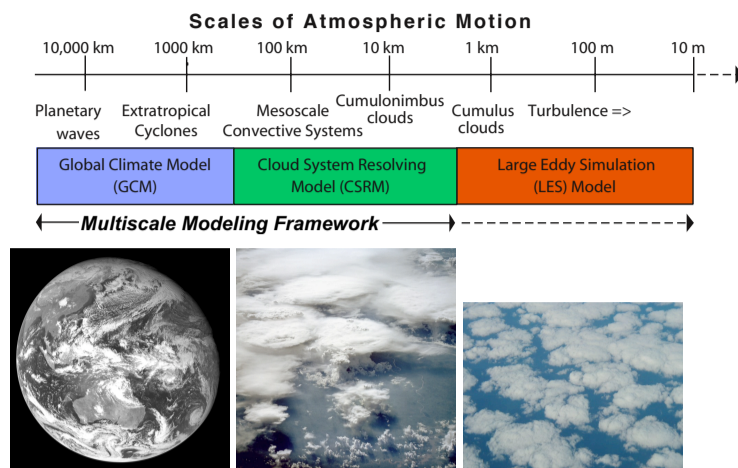 Scales of Atmospheric Motion
10,000 km 1000 km 100 km 10 km 1 km 100 m 10 m
Planetary
waves
Extratropical
Cyclones
Mesoscale
Convective Systems
Cumulonimbus
clouds
Cumulus
clouds
Turbulence =>
Global Climate Model
(GCM)
Cloud System Resolving
Model (CSRM)
Large Eddy Simulation
(LES) Model
Multiscale Modeling Framework